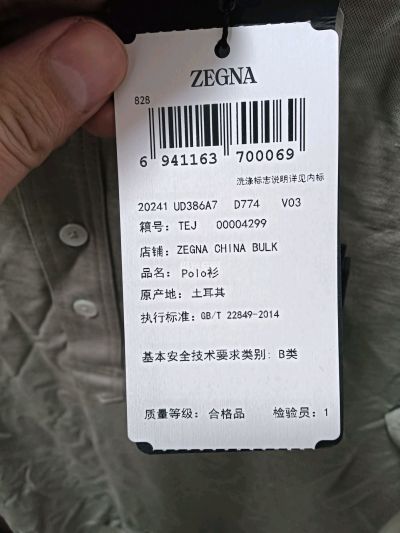 ZEGNA
828
6 941163 700069
洗涤标志说明详见内标
20241 UD386A7 D774 V03
箱号: TEJ 00004299
店铺: ZEGNA CHINA BULK
品名: Polo衫
原产地: 土耳其
执行标准: GB/T 22849-2014
基本安全技术要求类别: B类
质量等级: 合格品 检验员: 1